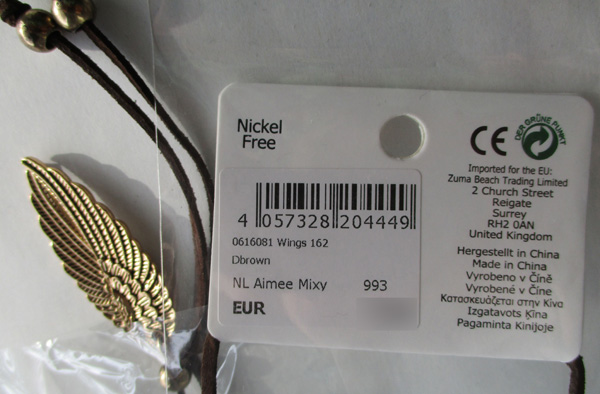 Nickel
Free
4 057328 204449
0616081 Wings 162
Dbrown
NL Aimee Mixy 993
EUR
CE
DER GRÜNE PUNKT
Imported for the EU:
Zuma Beach Trading Limited
2 Church Street
Reigate
Surrey
RH2 0AN
United Kingdom
Hergestellt in China
Made in China
Vyrobeno v Číně
Vyrobené v Číne
Κατασκευάζεται στην Κίνα
Izgatavots Ķīna
Pagaminta Kinijoje